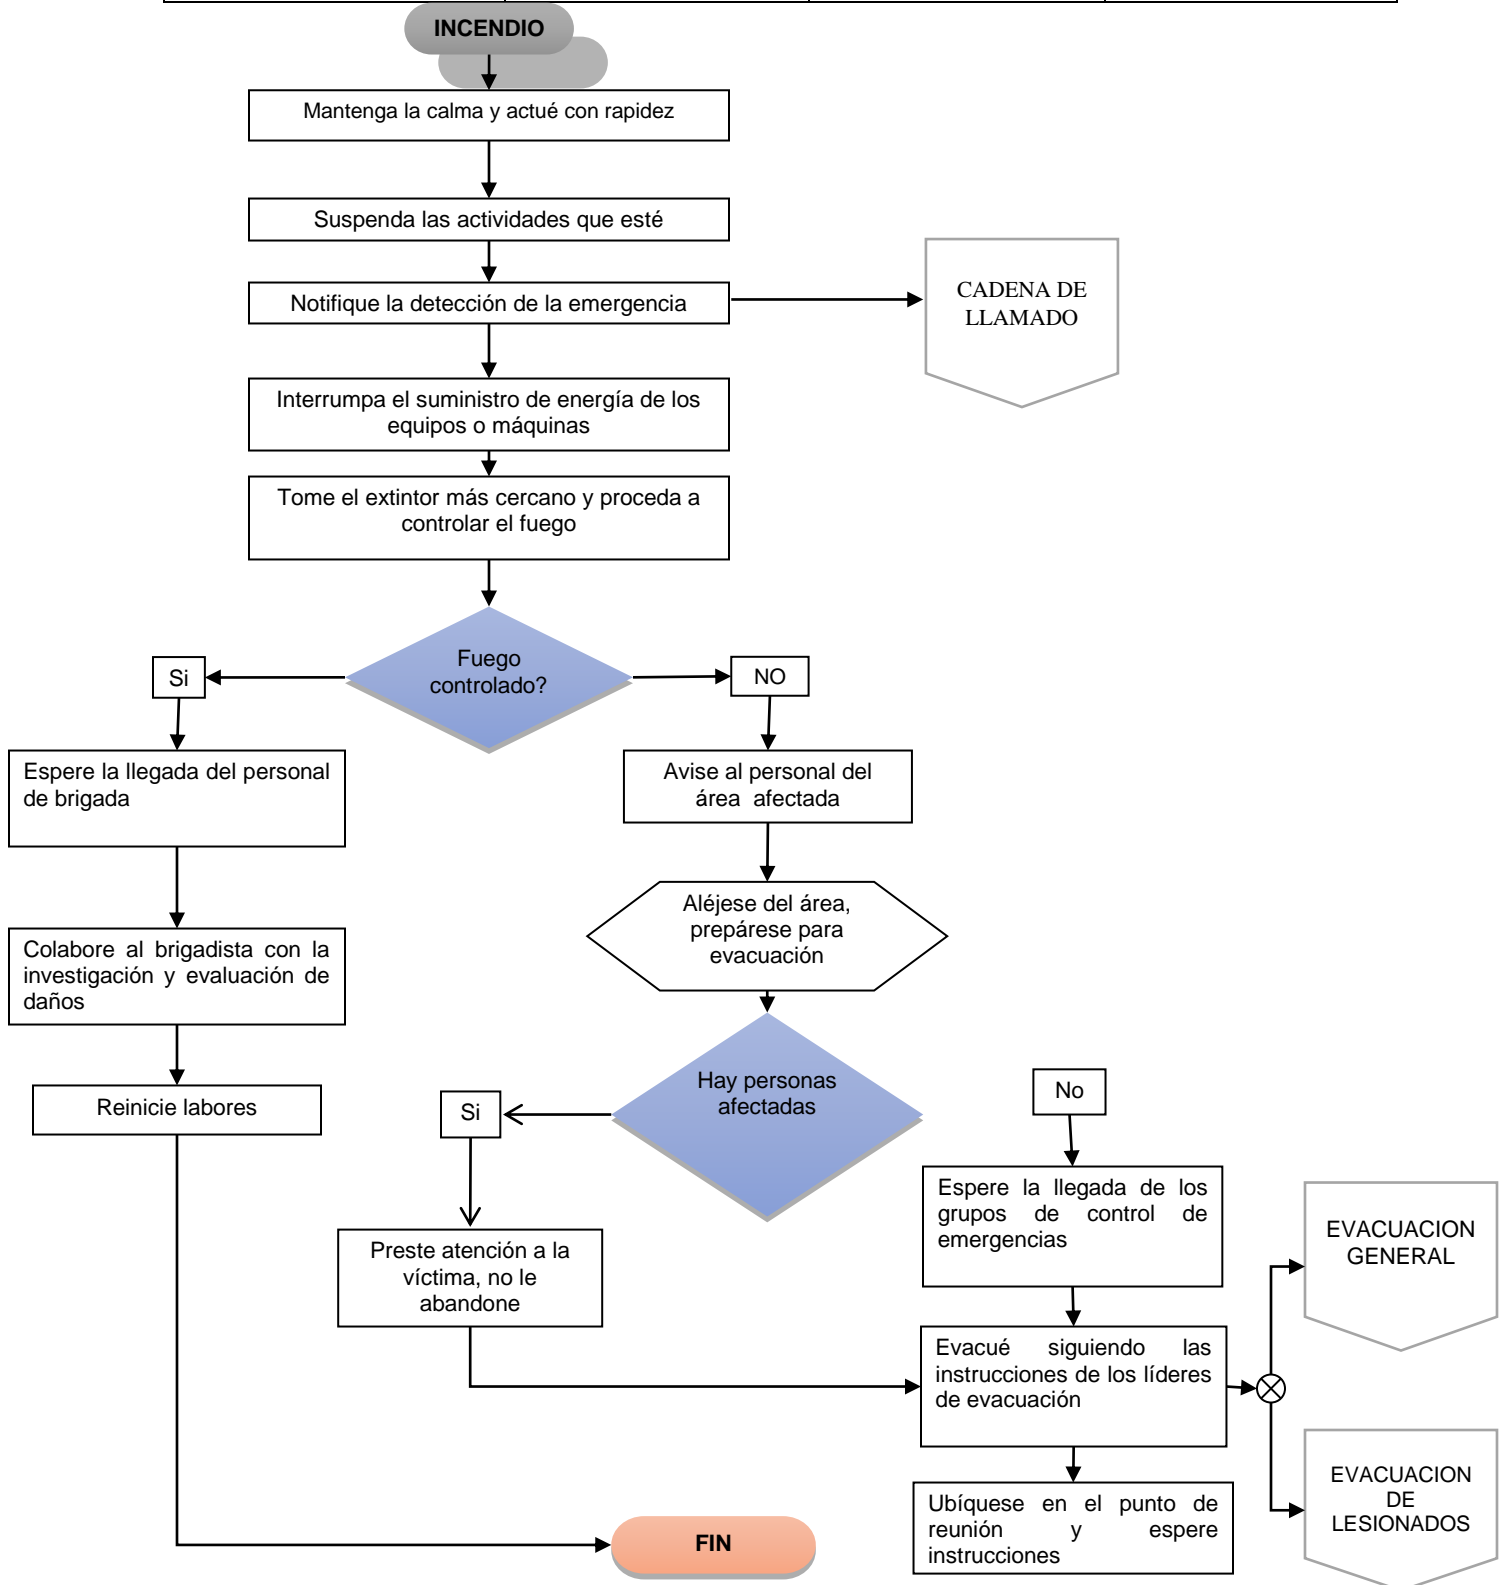 INCENDIO
Mantenga la calma y actué con rapidez
Suspenda las actividades que esté
Notifique la detección de la emergencia
CADENA DE
LLAMADO
Interrumpa el suministro de energía de los
equipos o máquinas
Tome el extintor más cercano y proceda a
controlar el fuego
Fuego
controlado?
Si
NO
Espere la llegada del personal
de brigada
Avise al personal del
área afectada
Aléjese del área,
prepárese para
evacuación
Colabore al brigadista con la
investigación y evaluación de
daños
Reinicie labores
Hay personas
afectadas
Si
No
Preste atención a la
víctima, no le
abandone
Espere la llegada de los
grupos de control de
emergencias
EVACUACION
GENERAL
Evacué siguiendo las
instrucciones de los líderes
de evacuación
EVACUACION
DE
LESIONADOS
Ubíquese en el punto de
reunión y espere
instrucciones
FIN